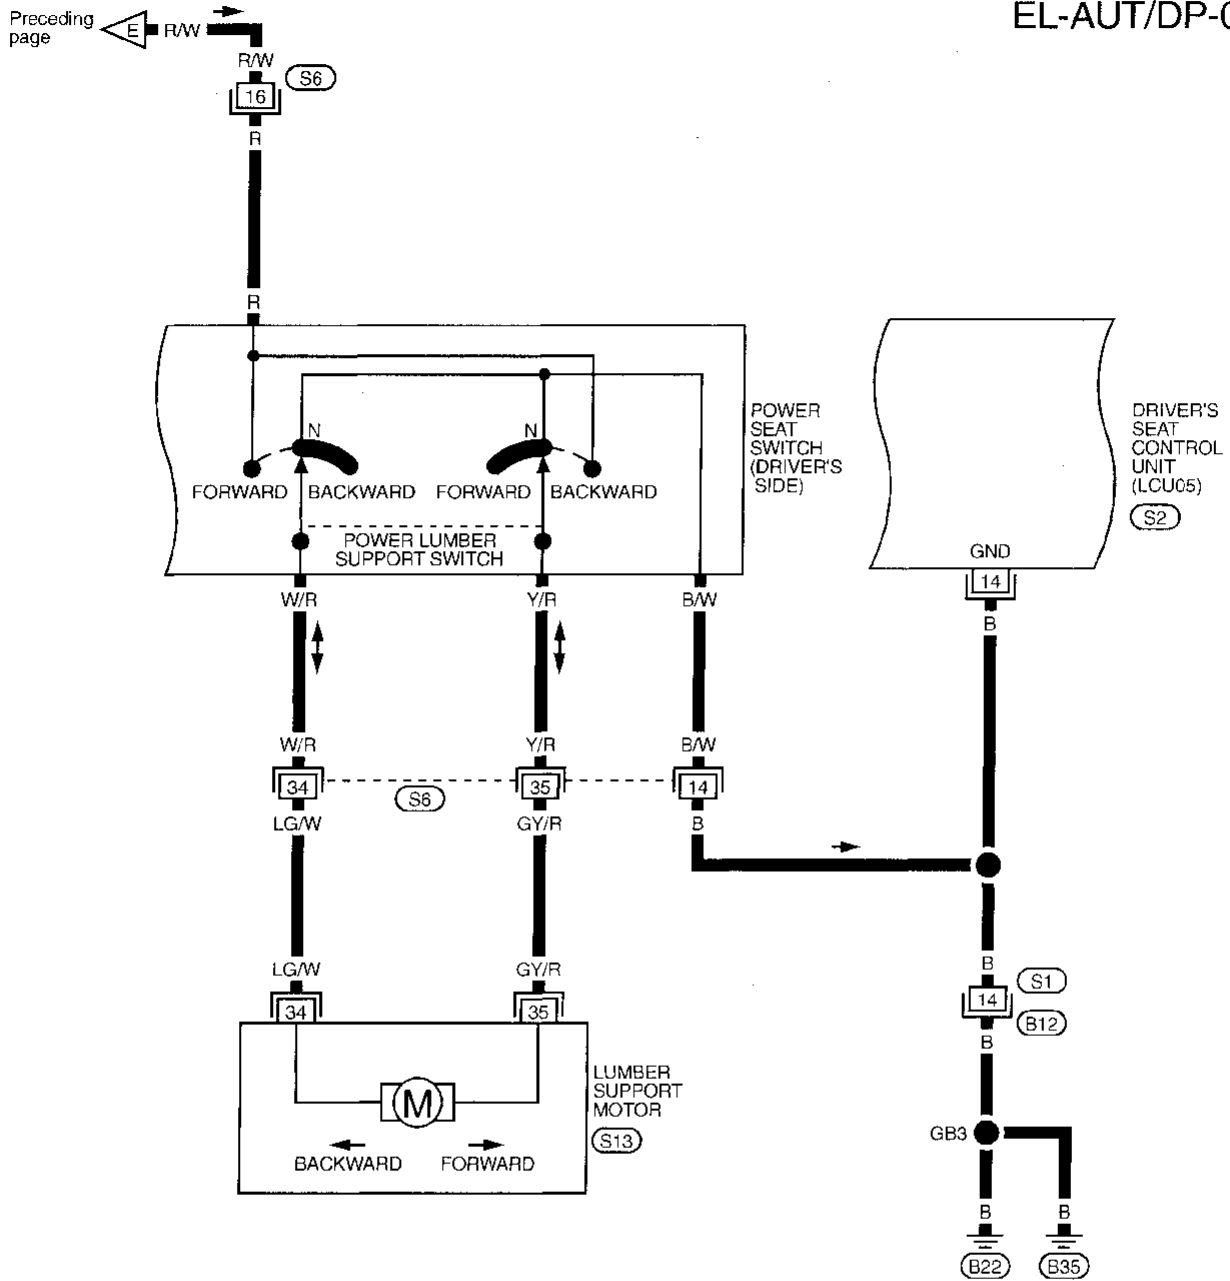 EL-AUT/DP-0
Preceding
page
E
R/W
R/W
S6
16
R
R
N
N
FORWARD
BACKWARD
FORWARD
BACKWARD
POWER LUMBER
SUPPORT SWITCH
POWER
SEAT
SWITCH
(DRIVER'S
SIDE)
DRIVER'S
SEAT
CONTROL
UNIT
(LCU05)
S2
GND
14
W/R
Y/R
B/W
B
W/R
Y/R
B/W
34
35
14
S6
LG/W
GY/R
B
LG/W
GY/R
B
34
35
14
S1
B12
B
M
BACKWARD
FORWARD
LUMBER
SUPPORT
MOTOR
S13
GB3
B
B
B22
B35